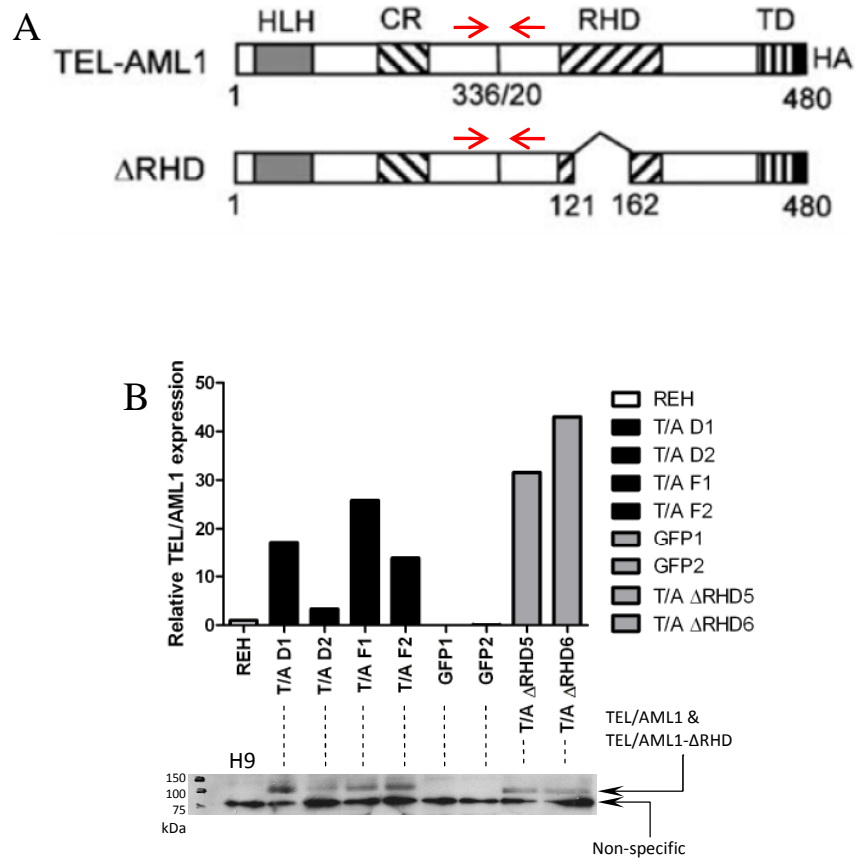 A
HLH CR RHD TD
TEL-AML1 HA
1 336/20 480
ΔRHD
1 121 162 480
B
Relative TEL/AML1 expression
50
40
30
20
10
0
REH
T/A D1
T/A D2
T/A F1
T/A F2
GFP1
GFP2
T/A ΔRHD5
T/A ΔRHD6
REH
T/A D1
T/A D2
T/A F1
T/A F2
GFP1
GFP2
T/A ΔRHD5
T/A ΔRHD6
TEL/AML1 &
TEL/AML1-ΔRHD
H9
150
100
75
kDa
Non-specific